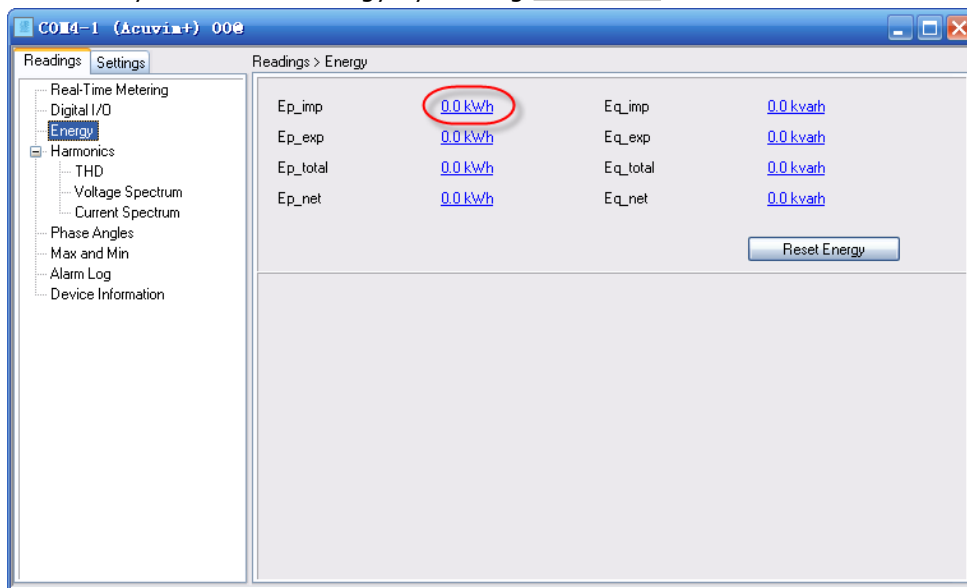 COM4-1 (Acuvim+) 00@
Readings Settings Readings > Energy
Real-Time Metering
Digital I/O
Energy
Harmonics
THD
Voltage Spectrum
Current Spectrum
Phase Angles
Max and Min
Alarm Log
Device Information
Ep_imp 0.0 kWh Eq_imp 0.0 kvarh
Ep_exp 0.0 kWh Eq_exp 0.0 kvarh
Ep_total 0.0 kWh Eq_total 0.0 kvarh
Ep_net 0.0 kWh Eq_net 0.0 kvarh
Reset Energy